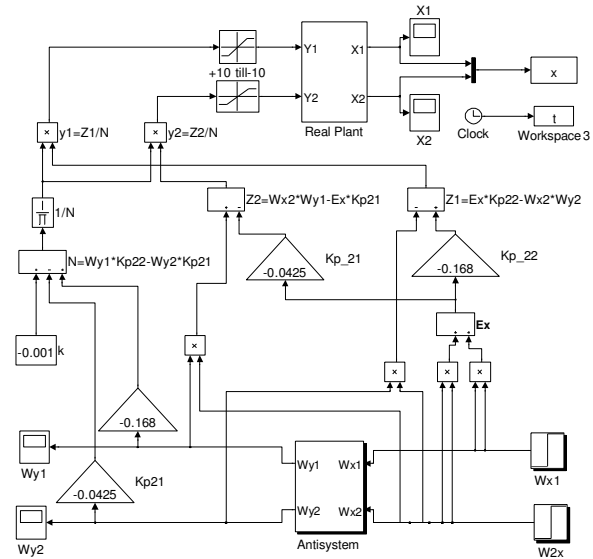 X1
Y1 X1
+10 till-10
x
Y2 X2
Real Plant
X2
Clock
t
Workspace3
× y1=Z1/N
× y2=Z2/N
1/N
Z2=Wx2*Wy1-Ex*Kp21
Z1=Ex*Kp22-Wx2*Wy2
N=Wy1*Kp22-Wy2*Kp21
-0.0425
Kp_21
-0.168
Kp_22
Ex
-0.001 k
×
× × ×
-0.168
Wy1
Wy1 Wx1
Wx1
-0.0425
Kp21
Wy2 Wx2
Wy2
Antisystem
W2x